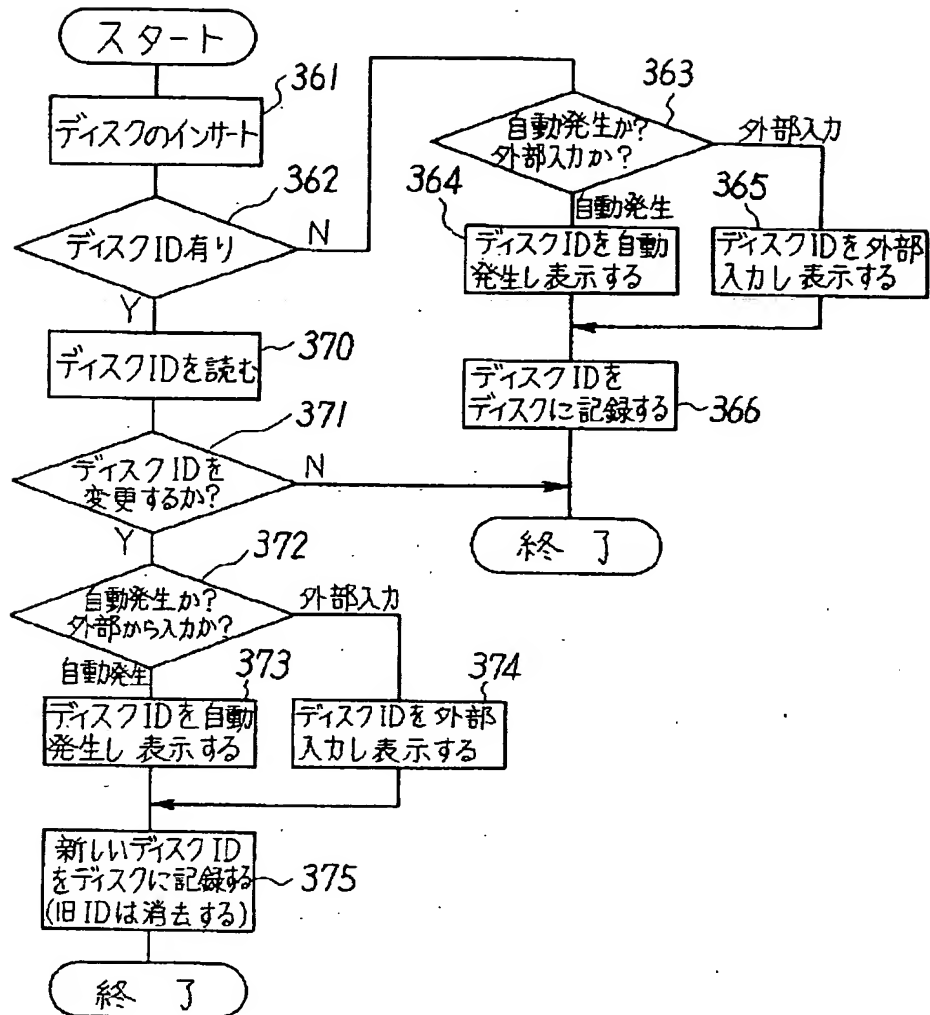 スタート
361
ディスクのインサート
362
ディスクID有り
N
Y
363
自動発生か?
外部入力か?
外部入力
自動発生
364
ディスクIDを自動
発生し表示する
365
ディスクIDを外部
入力し表示する
ディスクIDを
ディスクに記録する
366
370
ディスクIDを読む
371
ディスクIDを
変更するか?
N
Y
終了
372
自動発生か?
外部から入力か?
外部入力
自動発生
373
ディスクIDを自動
発生し表示する
374
ディスクIDを外部
入力し表示する
新しいディスクID
をディスクに記録する
(旧IDは消去する)
375
終了